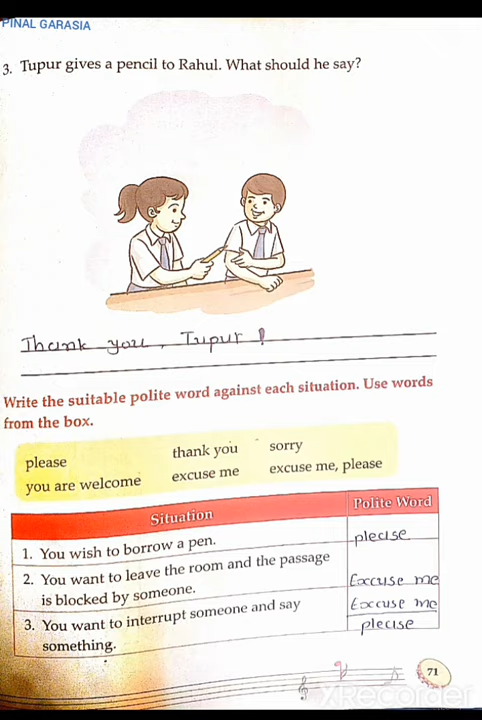 PINAL GARASIA
3. Tupur gives a pencil to Rahul. What should he say?
Thank you, Tupur !
Write the suitable polite word against each situation. Use words
from the box.
please thank you sorry
you are welcome excuse me excuse me, please
Situation Polite Word
1. You wish to borrow a pen. please
2. You want to leave the room and the passage
is blocked by someone. Excuse me
3. You want to interrupt someone and say Excuse me
something. please
71
XRecorder